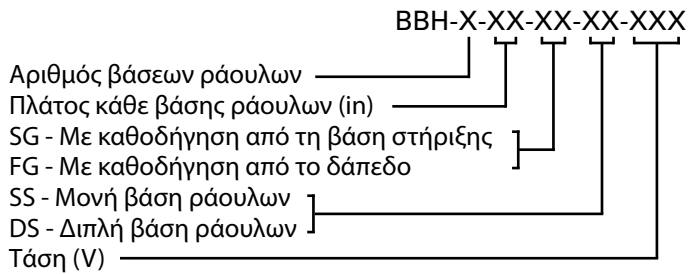 BBH-X-XX-XX-XX-XXX
Αριθμός βάσεων ράουλων
Πλάτος κάθε βάσης ράουλων (in)
SG - Με καθοδήγηση από τη βάση στήριξης
FG - Με καθοδήγηση από το δάπεδο
SS - Μονή βάση ράουλων
DS - Διπλή βάση ράουλων
Τάση (V)